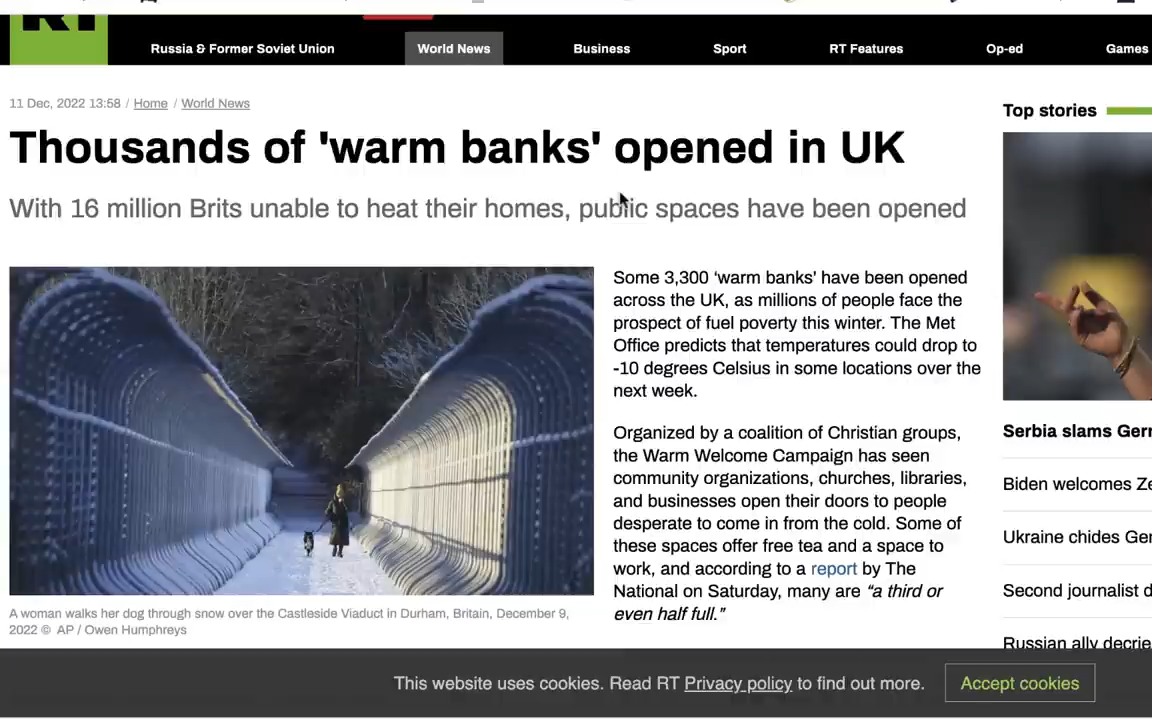 RT
Russia & Former Soviet Union
World News
Business
Sport
RT Features
Op-ed
Games
11 Dec, 2022 13:58 / Home / World News
Thousands of 'warm banks' opened in UK
With 16 million Brits unable to heat their homes, public spaces have been opened
A woman walks her dog through snow over the Castleside Viaduct in Durham, Britain, December 9,
2022 © AP / Owen Humphreys
Some 3,300 ‘warm banks’ have been opened
across the UK, as millions of people face the
prospect of fuel poverty this winter. The Met
Office predicts that temperatures could drop to
-10 degrees Celsius in some locations over the
next week.
Organized by a coalition of Christian groups,
the Warm Welcome Campaign has seen
community organizations, churches, libraries,
and businesses open their doors to people
desperate to come in from the cold. Some of
these spaces offer free tea and a space to
work, and according to a report by The
National on Saturday, many are “a third or
even half full.”
Top stories
Serbia slams Ger
Biden welcomes Ze
Ukraine chides Ger
Second journalist d
Russian ally decrie
This website uses cookies. Read RT Privacy policy to find out more.
Accept cookies